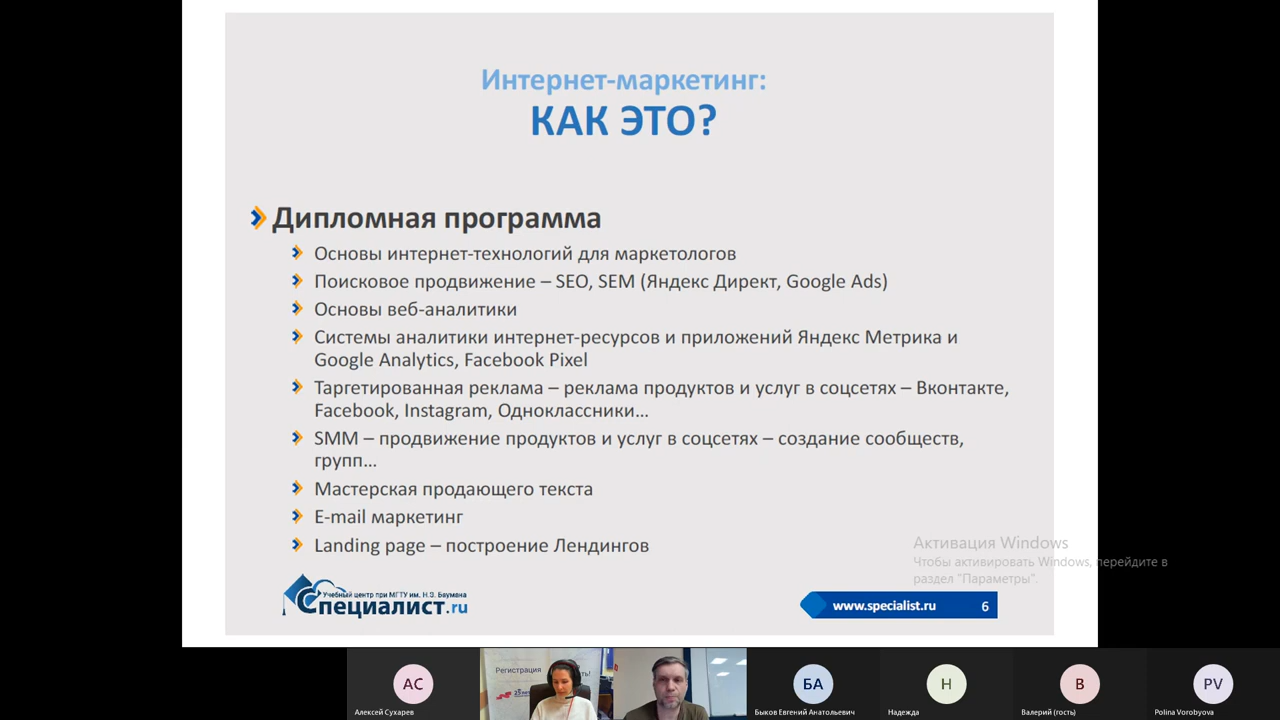 Интернет-маркетинг:
КАК ЭТО?
Дипломная программа
Основы интернет-технологий для маркетологов
Поисковое продвижение – SEO, SEM (Яндекс Директ, Google Ads)
Основы веб-аналитики
Системы аналитики интернет-ресурсов и приложений Яндекс Метрика и
Google Analytics, Facebook Pixel
Таргетированная реклама – реклама продуктов и услуг в соцсетях – Вконтакте,
Facebook, Instagram, Одноклассники...
SMM – продвижение продуктов и услуг в соцсетях – создание сообществ,
групп...
Мастерская продающего текста
E-mail маркетинг
Landing page – построение Лендингов
Активация Windows
Чтобы активировать Windows, перейдите в
раздел "Параметры".
Учебный центр при МГТУ им. Н.Э. Баумана
Специалист.ru
www.specialist.ru 6
Регистрация
АС
БА
Н
В
PV
Алексей Сухарев
Быков Евгений Анатольевич
Надежда
Валерий (гость)
Polina Vorobyova